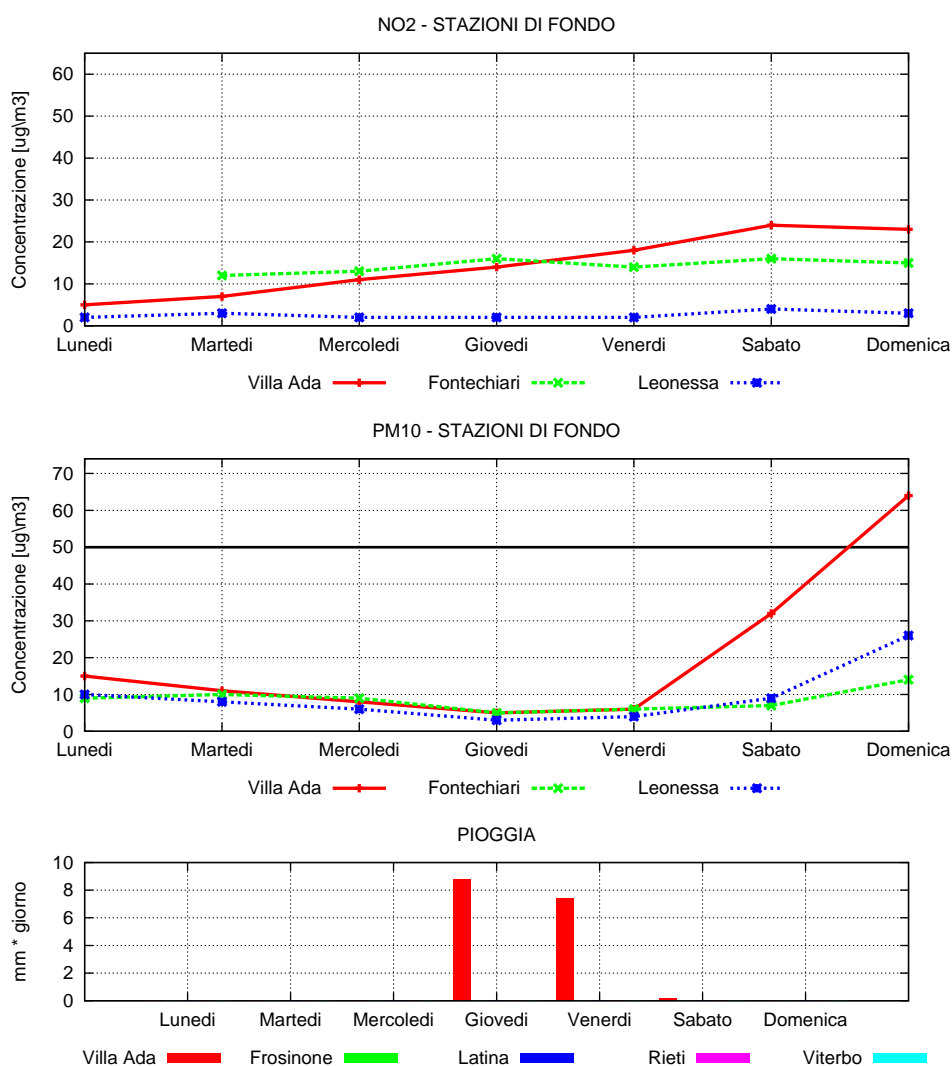 NO2 - STAZIONI DI FONDO
Concentrazione [ug\m3]
60
50
40
30
20
10
0
Lunedi Martedi Mercoledi Giovedi Venerdi Sabato Domenica
Villa Ada Fontechiari Leonessa
PM10 - STAZIONI DI FONDO
Concentrazione [ug\m3]
70
60
50
40
30
20
10
0
Lunedi Martedi Mercoledi Giovedi Venerdi Sabato Domenica
Villa Ada Fontechiari Leonessa
PIOGGIA
mm * giorno
10
8
6
4
2
0
Lunedi Martedi Mercoledi Giovedi Venerdi Sabato Domenica
Villa Ada Frosinone Latina Rieti Viterbo